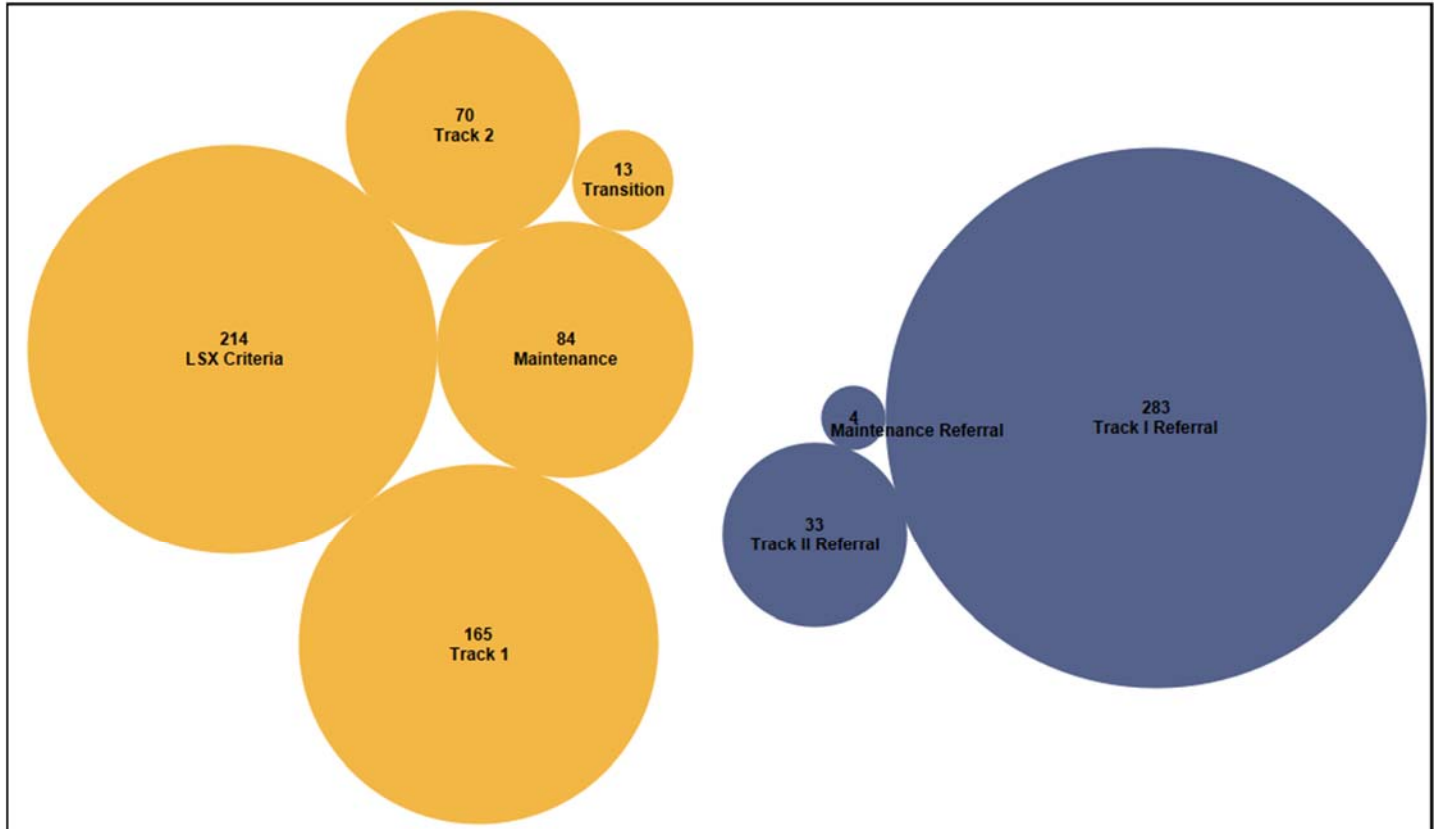 70
Track 2
13
Transition
214
LSX Criteria
84
Maintenance
165
Track 1
4
Maintenance Referral
283
Track I Referral
33
Track II Referral